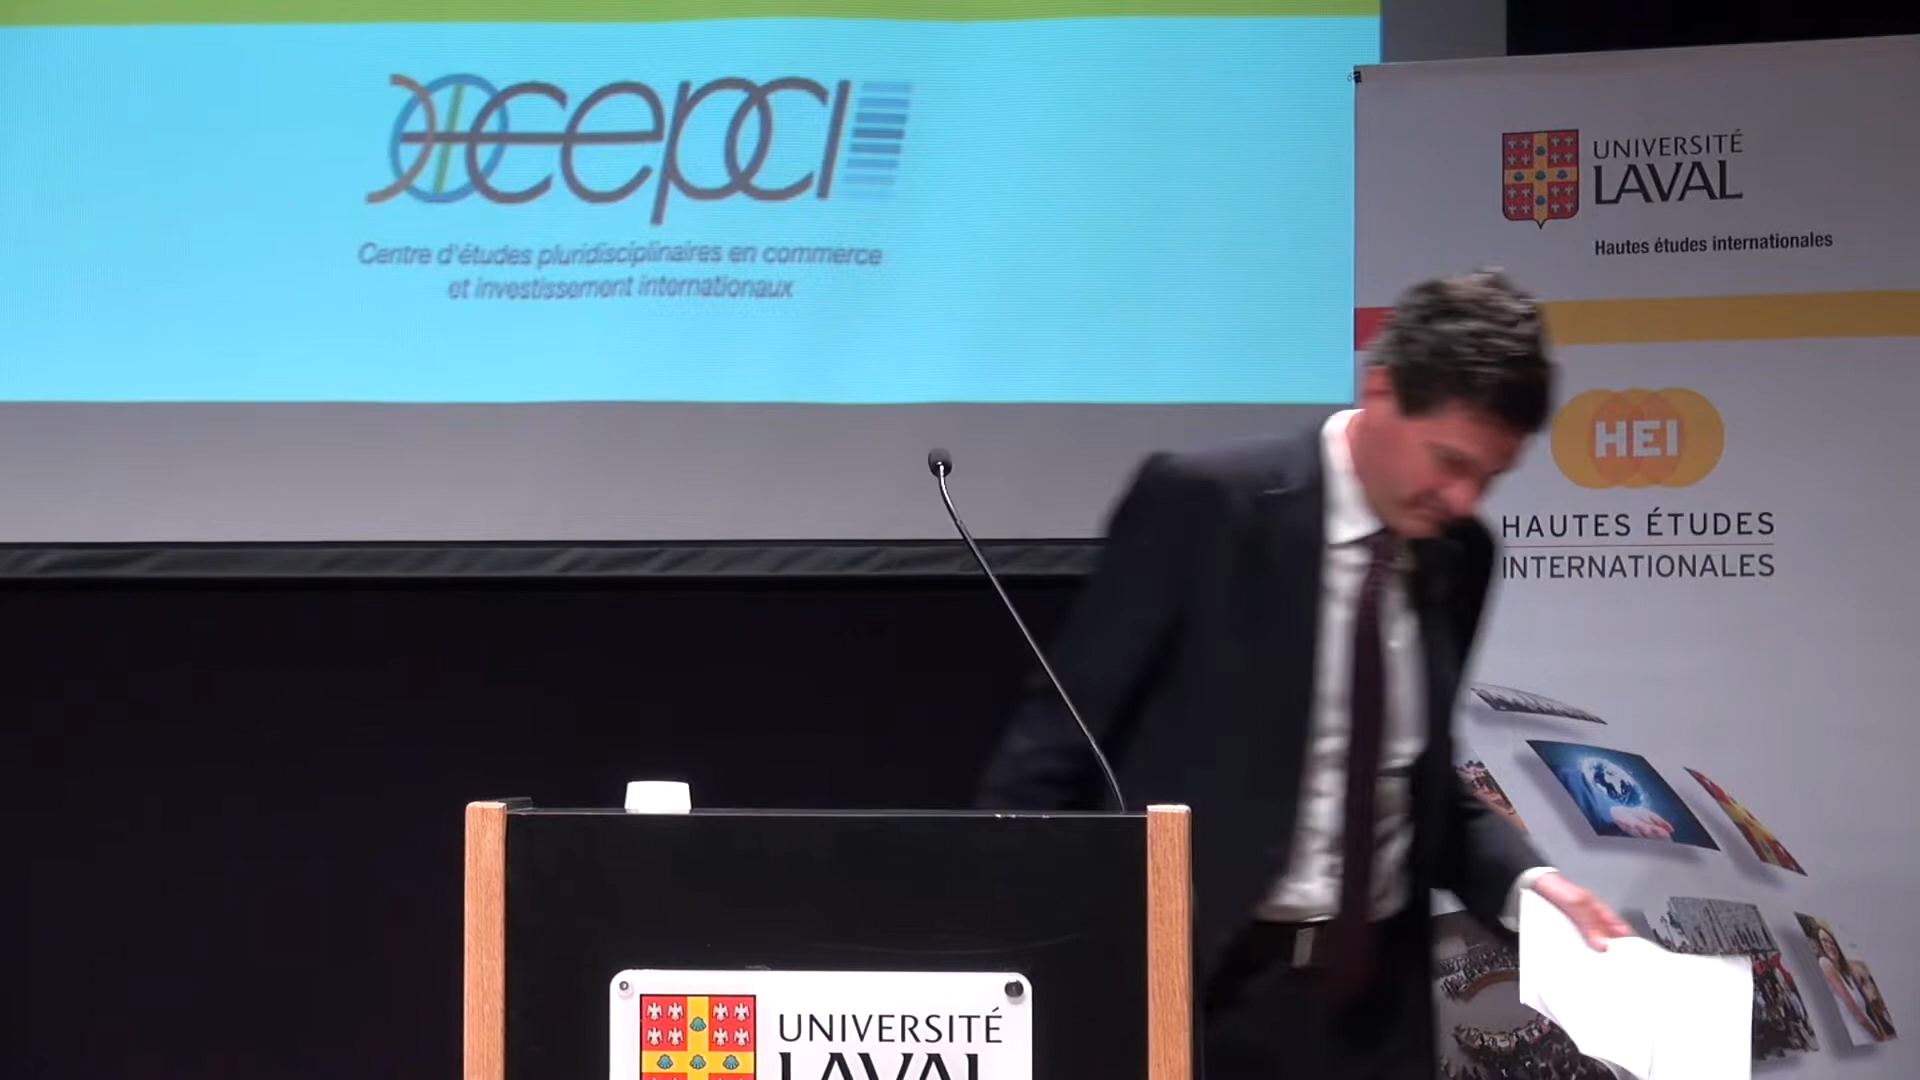 cepci
Centre d'études pluridisciplinaires en commerce
et investissement internationaux
UNIVERSITÉ
LAVAL
Hautes études internationales
HEI
HAUTES ÉTUDES
INTERNATIONALES
UNIVERSITÉ
LAVAL